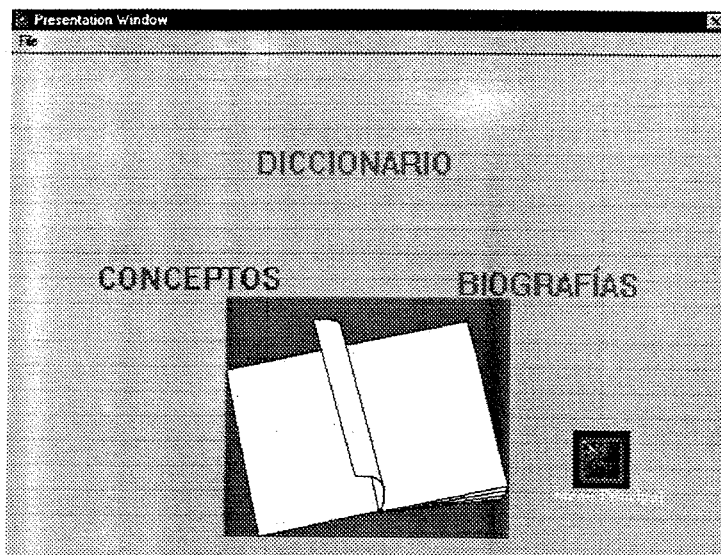 Presentation Window
File
DICCIONARIO
CONCEPTOS
BIOGRAFÍAS